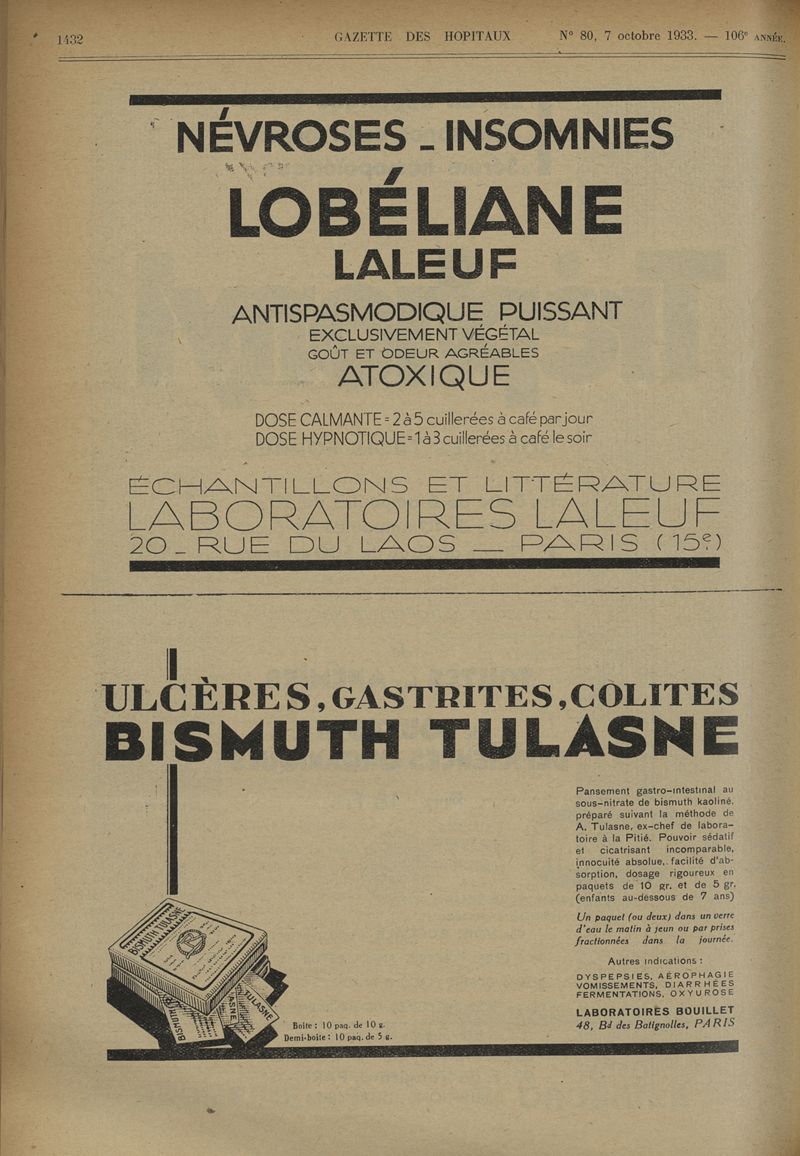 1432 GAZETTE DES HOPITAUX N° 80, 7 octobre 1933. — 106e ANNÉE.
NÉVROSES - INSOMNIES
LOBÉLIANE
LALEUF
ANTISPASMODIQUE PUISSANT
EXCLUSIVEMENT VÉGÉTAL
GOÛT ET ODEUR AGRÉABLES
ATOXIQUE
DOSE CALMANTE = 2 à 5 cuillerées à café par jour
DOSE HYPNOTIQUE = 1 à 3 cuillerées à café le soir
ÉCHANTILLONS ET LITTÉRATURE
LABORATOIRES LALEUF
20 - RUE DU LAOS — PARIS (15e)
ULCÈRES, GASTRITES, COLITES
BISMUTH TULASNE
Pansement gastro-intestinal au
sous-nitrate de bismuth kaoliné,
préparé suivant la méthode de
A. Tulasne, ex-chef de labora-
toire à la Pitié. Pouvoir sédatif
et cicatrisant incomparable,
innocuité absolue, facilité d'ab-
sorption, dosage rigoureux en
paquets de 10 gr. et de 5 gr.
(enfants au-dessous de 7 ans)
Un paquet (ou deux) dans un verre
d'eau le matin à jeun ou par prises
fractionnées dans la journée.
Autres indications :
DYSPEPSIES, AÉROPHAGIE
VOMISSEMENTS, DIARRHÉES
FERMENTATIONS, OXYUROSE
LABORATOIRES BOUILLET
48, Bd des Batignolles, PARIS
BISMUTH TULASNE
BISMUTH
TULASNE
Boîte : 10 paq. de 10 g.
Demi-boîte : 10 paq. de 5 g.